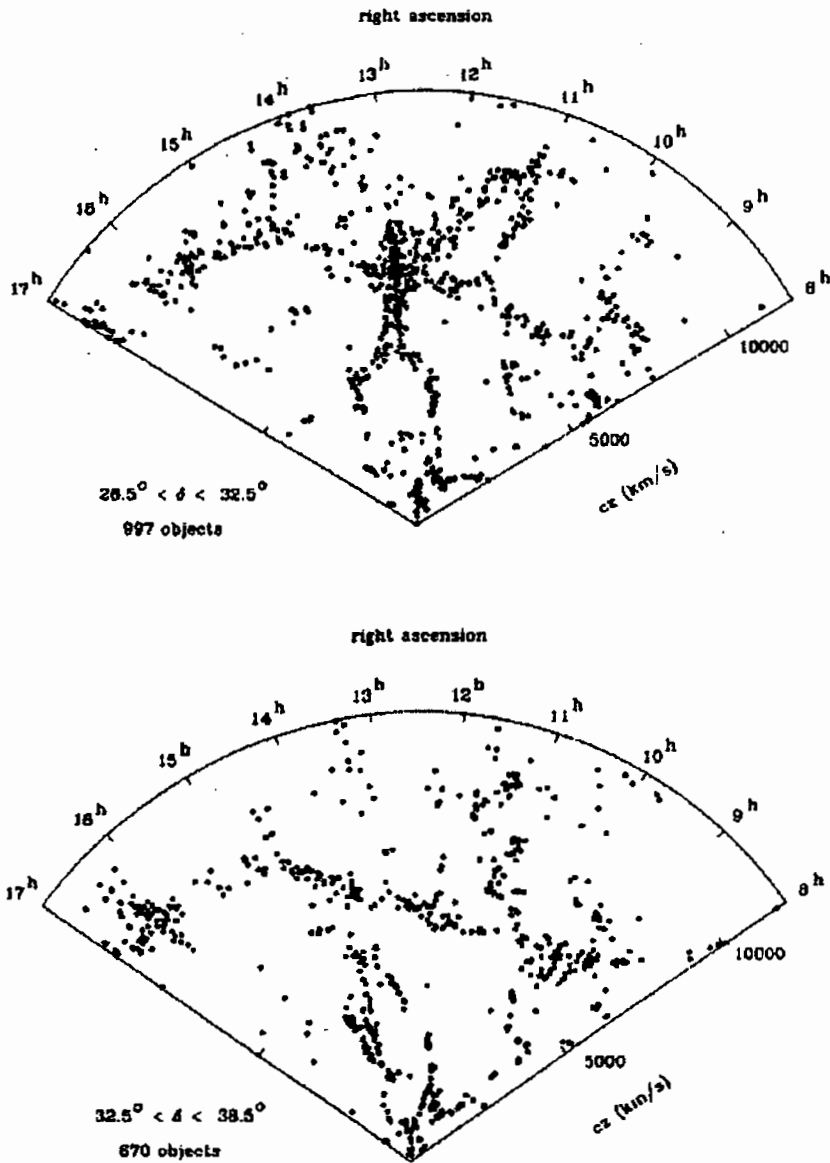 right ascension
13h
12h
14h
11h
15h
10h
16h
9h
17h
8h
10000
5000
cz (km/s)
26.5° < δ < 32.5°
997 objects
right ascension
13h
12h
14h
11h
15h
10h
16h
9h
17h
8h
10000
5000
cz (km/s)
32.5° < δ < 38.5°
670 objects